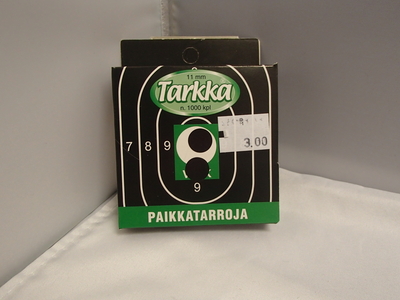 11 mm
Tarkka
n. 1000 kpl
3,00
7 8 9
9
PAIKKATARROJA